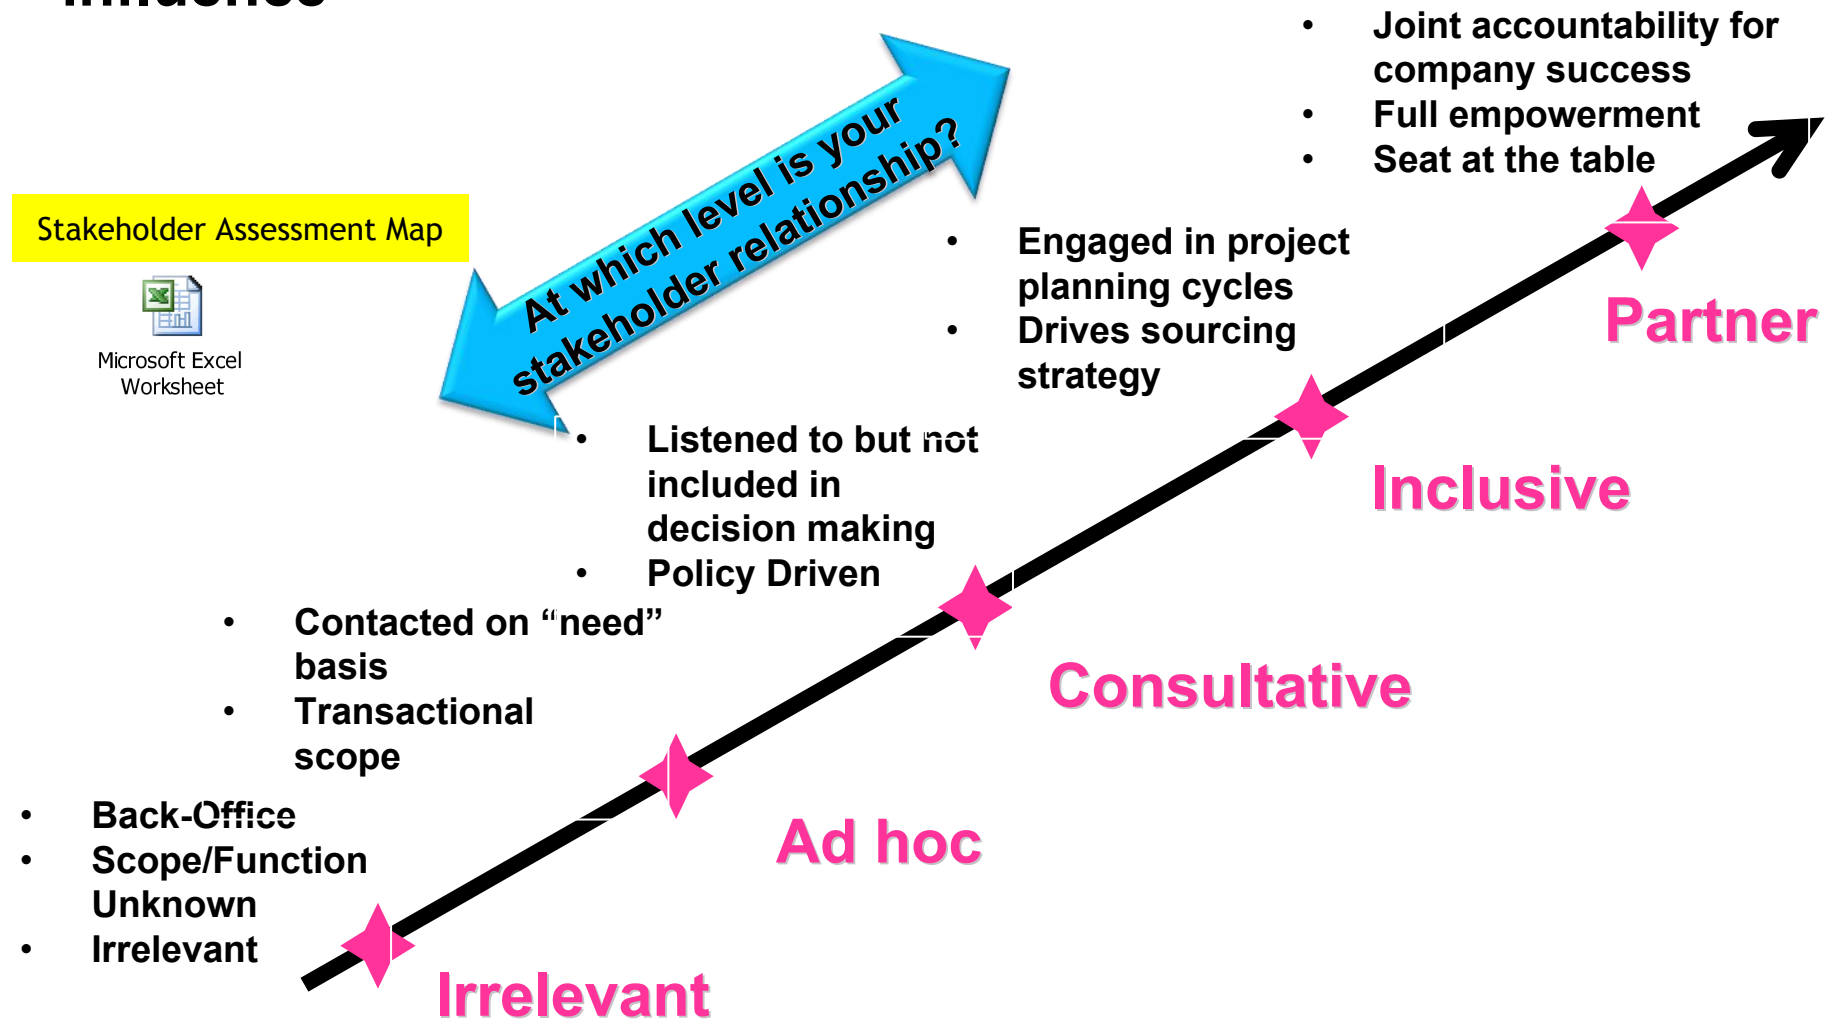 Influence
• Joint accountability for
company success
• Full empowerment
• Seat at the table
At which level is your
stakeholder relationship?
Stakeholder Assessment Map
Microsoft Excel
Worksheet
• Engaged in project
planning cycles
• Drives sourcing
strategy
Partner
• Listened to but not
included in
decision making
• Policy Driven
Inclusive
• Contacted on “need”
basis
• Transactional
scope
Consultative
• Back-Office
• Scope/Function
Unknown
• Irrelevant
Ad hoc
Irrelevant